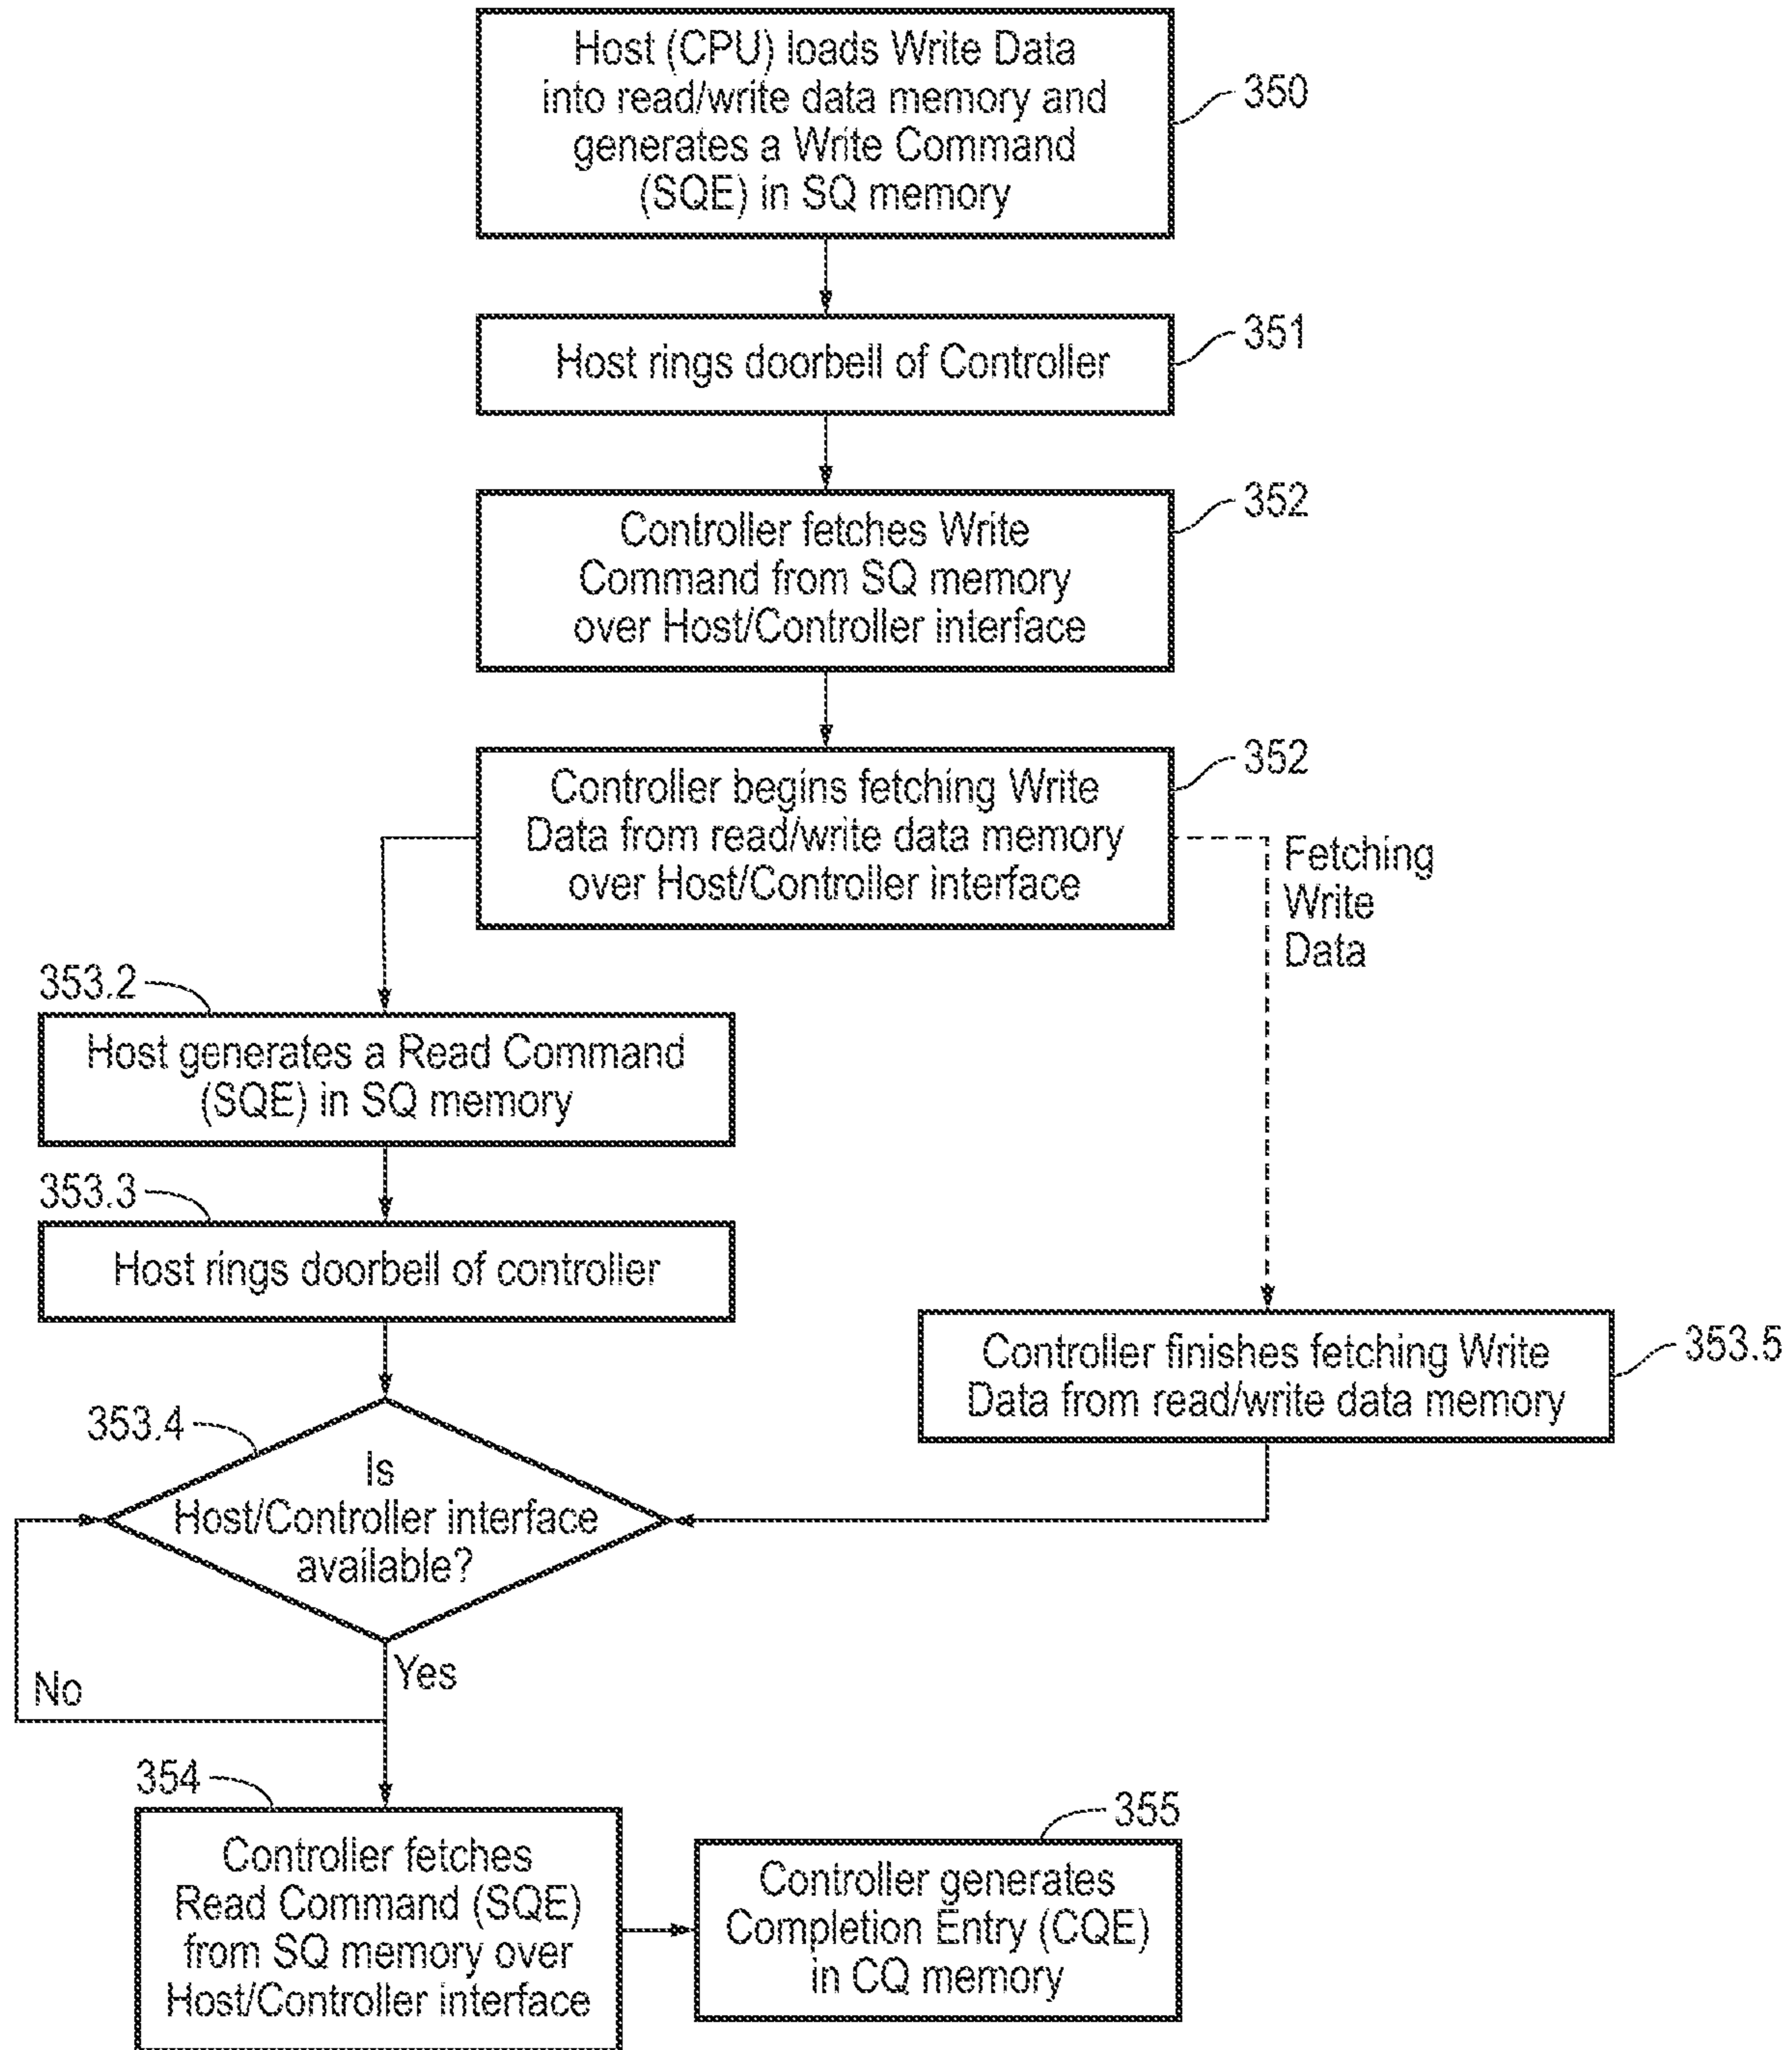 Host (CPU) loads Write Data
into read/write data memory and
generates a Write Command
(SQE) in SQ memory
350
Host rings doorbell of Controller
351
Controller fetches Write
Command from SQ memory
over Host/Controller interface
352
Controller begins fetching Write
Data from read/write data memory
over Host/Controller interface
352
Fetching
Write
Data
353.2
Host generates a Read Command
(SQE) in SQ memory
353.3
Host rings doorbell of controller
Controller finishes fetching Write
Data from read/write data memory
353.5
353.4
Is
Host/Controller interface
available?
No
Yes
354
Controller fetches
Read Command (SQE)
from SQ memory over
Host/Controller interface
355
Controller generates
Completion Entry (CQE)
in CQ memory